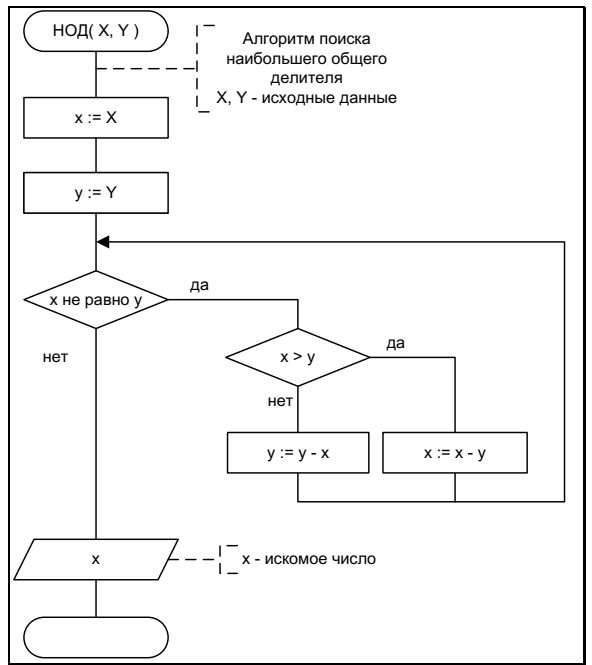 НОД( X, Y )
Алгоритм поиска
наибольшего общего
делителя
X, Y - исходные данные
x := X
y := Y
x не равно y
да
нет
x > y
да
нет
y := y - x
x := x - y
x
x - искомое число